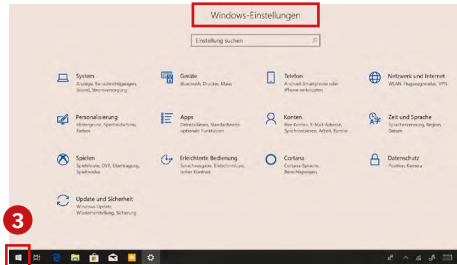 Windows-Einstellungen
Einstellung suchen
System
Anzeige, Benachrichtigungen,
Sound, Stromversorgung
Geräte
Bluetooth, Drucker, Maus
Telefon
Android-Smartphone oder
iPhone verknüpfen
Netzwerk und Internet
WLAN, Flugzeugmodus, VPN
Personalisierung
Hintergrund, Sperrbildschirm,
Farben
Apps
Deinstallieren, Standardwerte,
optionale Funktionen
Konten
Ihre Konten, E-Mail-Adresse,
Synchronisieren, Arbeit, Familie
Zeit und Sprache
Spracherkennung, Region,
Datum
Spielen
Spieleleiste, DVR, Übertragung,
Spielmodus
Erleichterte Bedienung
Sprachausgabe, Bildschirmlupe,
hoher Kontrast
Cortana
Cortana-Sprache,
Berechtigungen,
Datenschutz
Position, Kamera
Update und Sicherheit
Windows Update,
Wiederherstellung, Sicherung
3